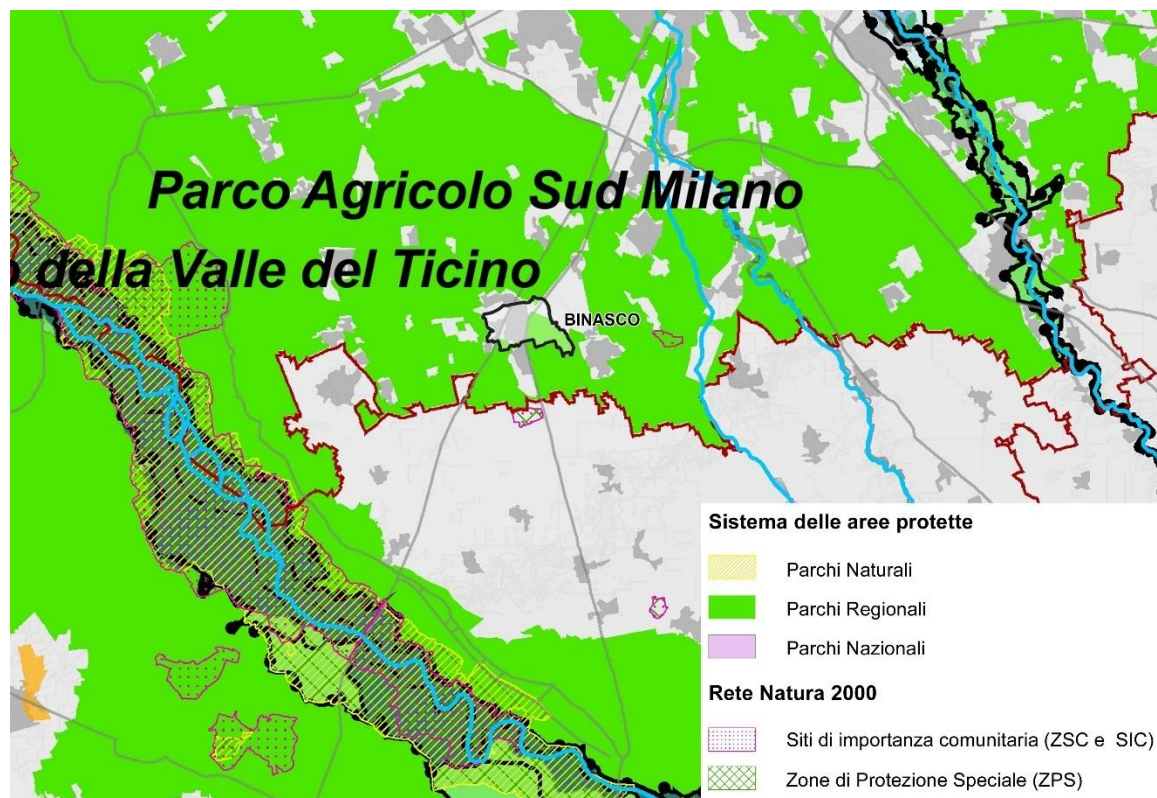 Parco Agricolo Sud Milano
o della Valle del Ticino
BINASCO
Sistema delle aree protette
Parchi Naturali
Parchi Regionali
Parchi Nazionali
Rete Natura 2000
Siti di importanza comunitaria (ZSC e SIC)
Zone di Protezione Speciale (ZPS)